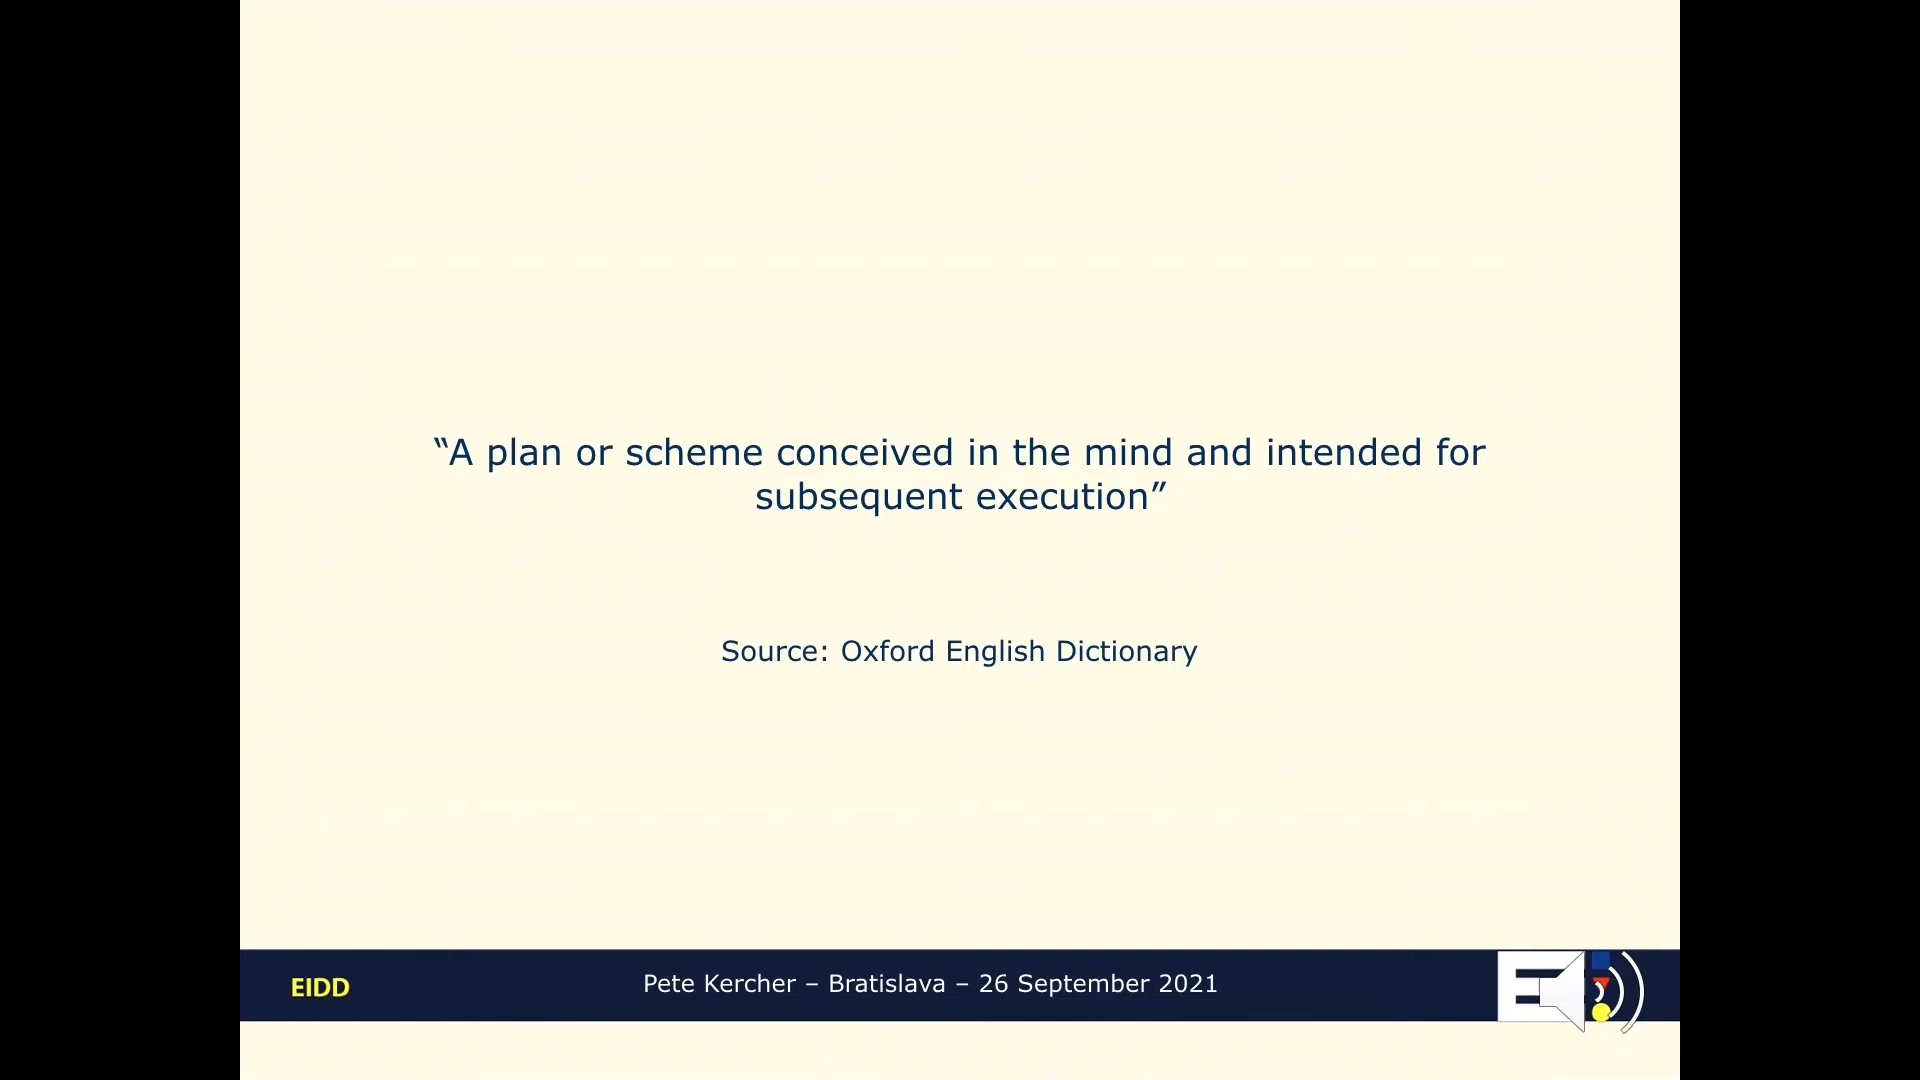 “A plan or scheme conceived in the mind and intended for
subsequent execution”
Source: Oxford English Dictionary
EIDD
Pete Kercher – Bratislava – 26 September 2021